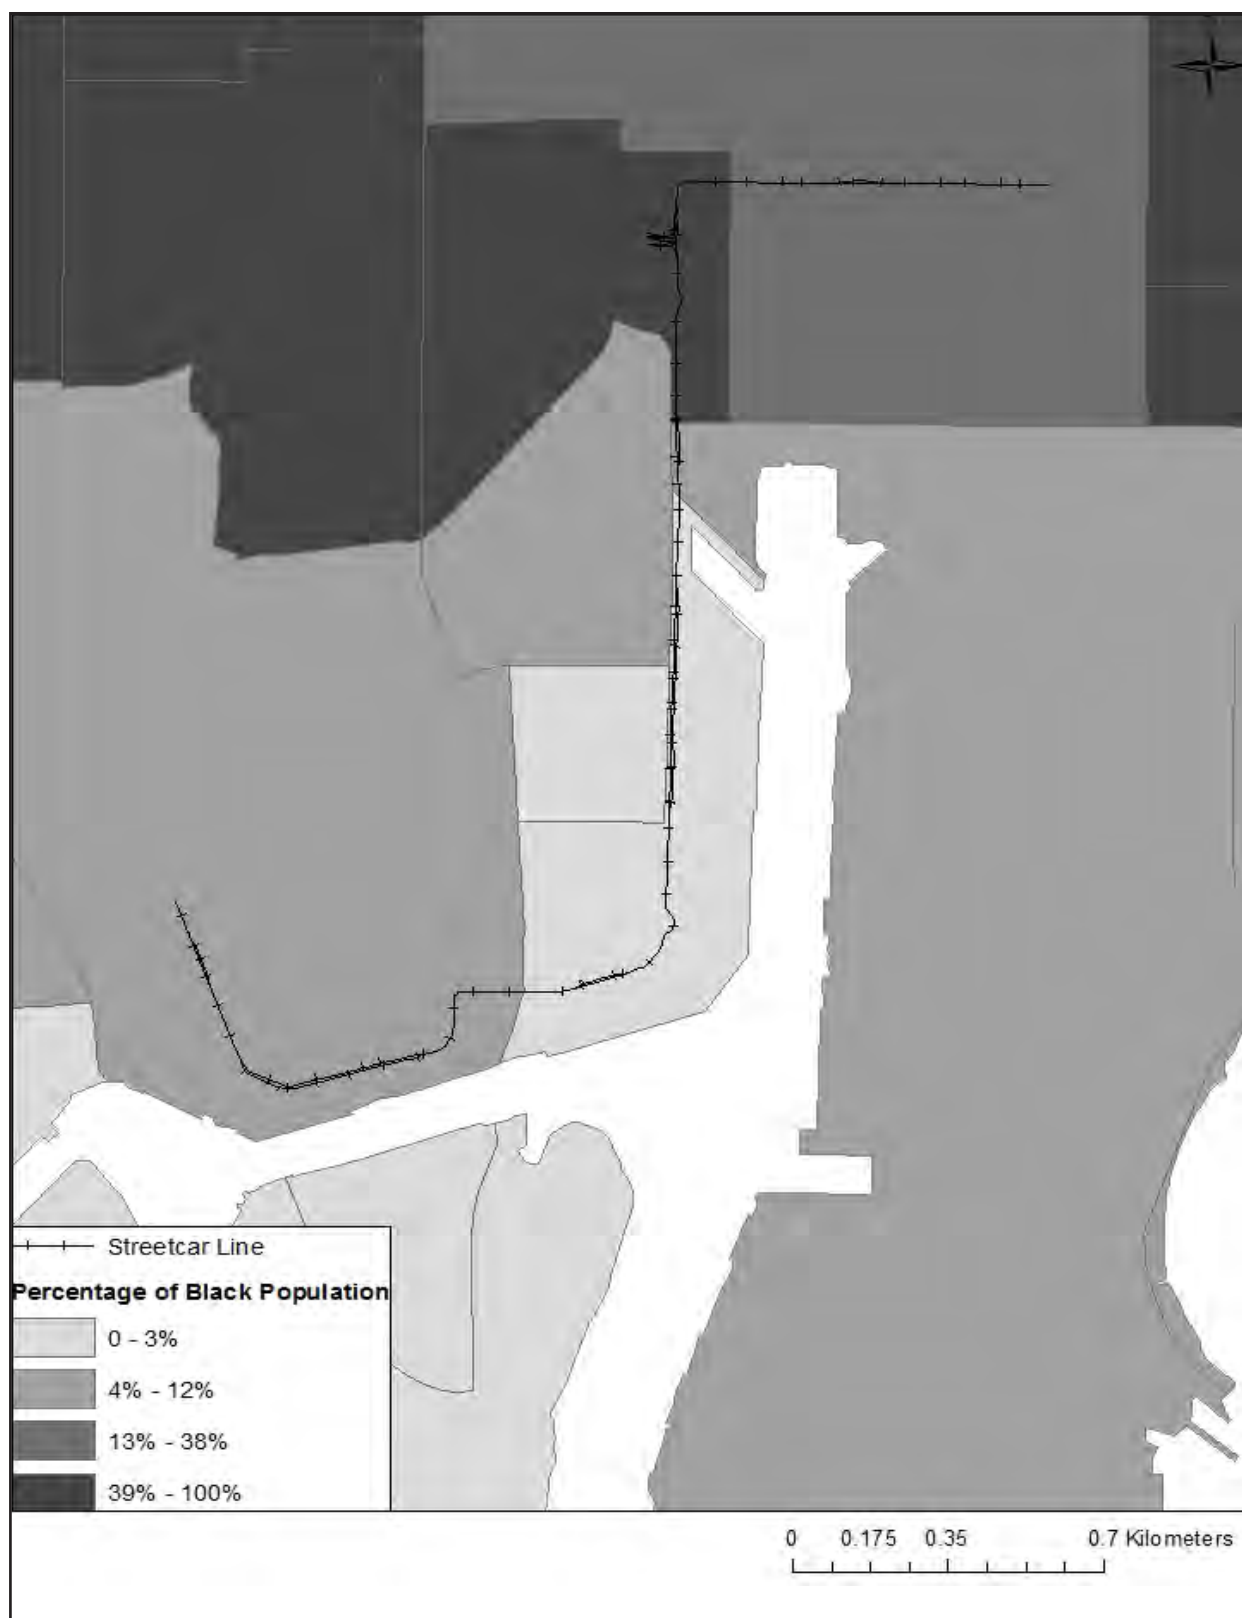 Streetcar Line
Percentage of Black Population
0 - 3%
4% - 12%
13% - 38%
39% - 100%
0 0.175 0.35 0.7 Kilometers